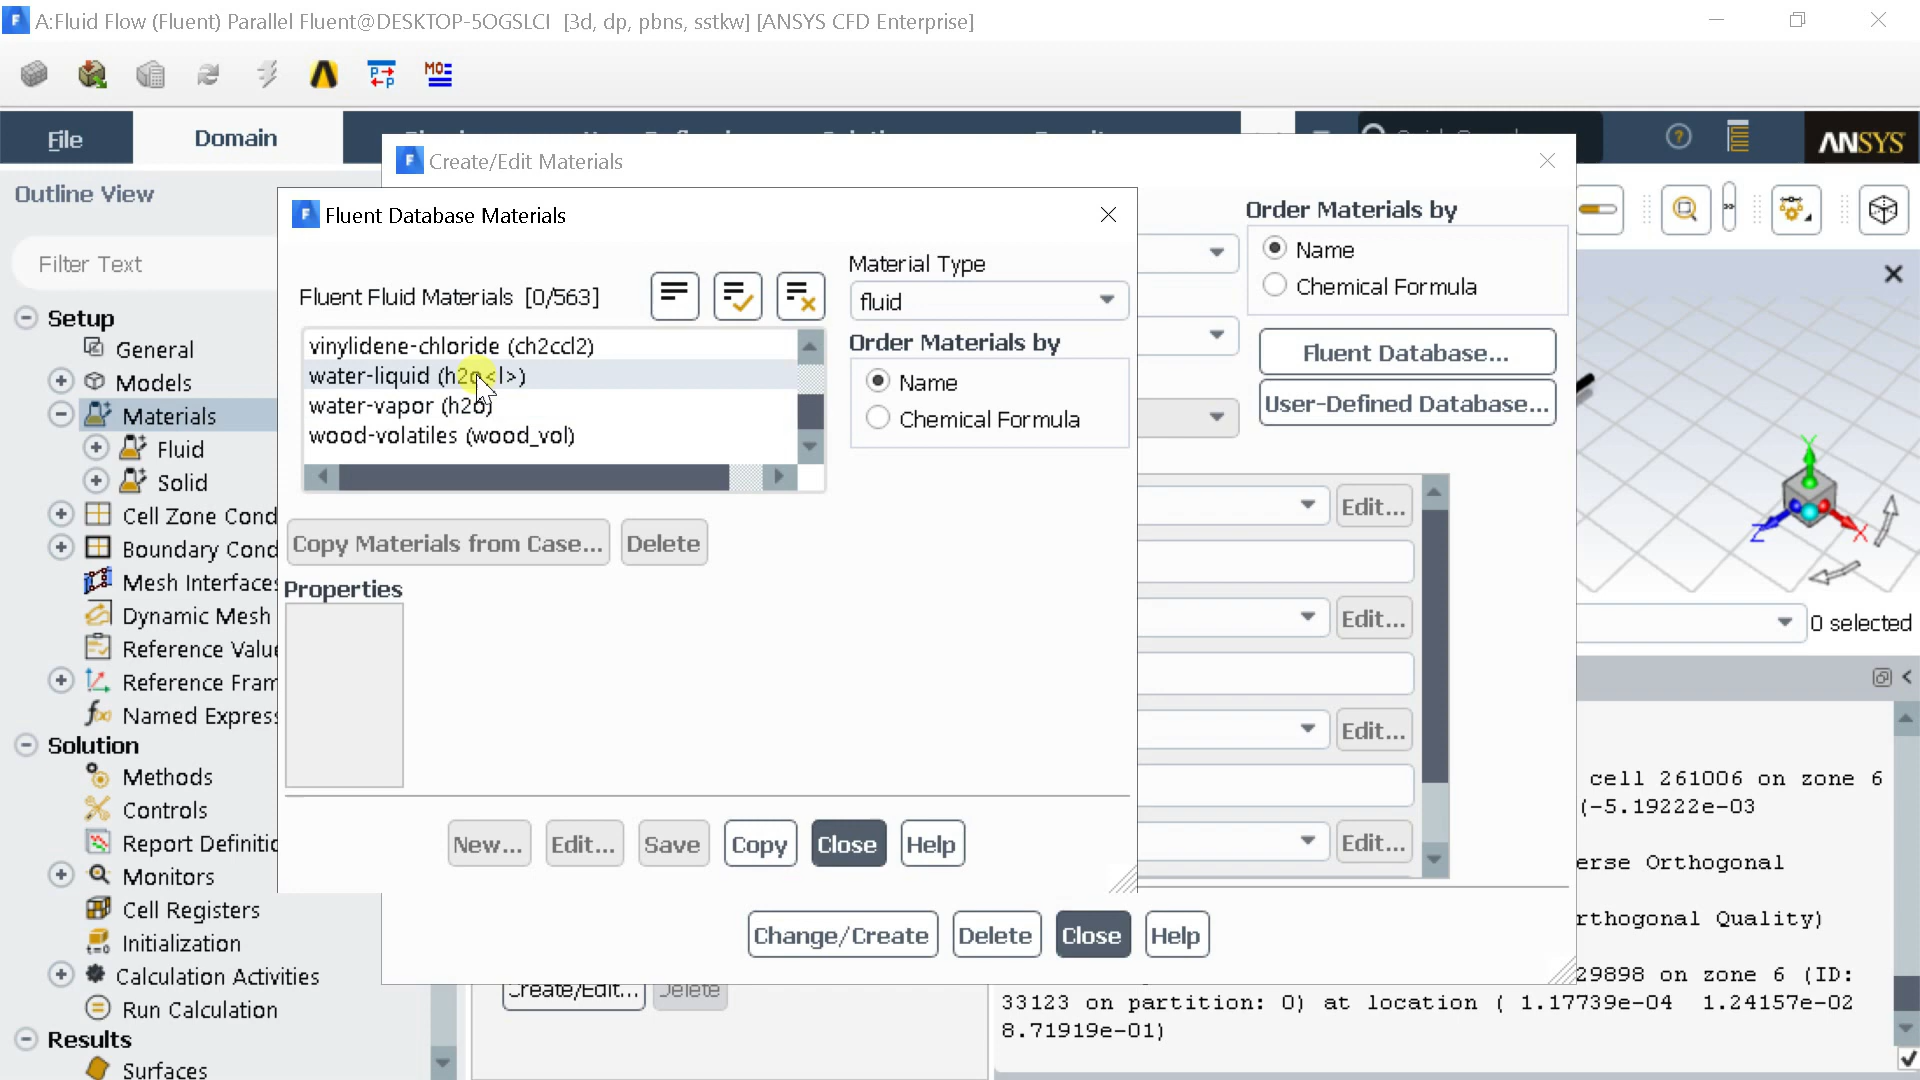 A:Fluid Flow (Fluent) Parallel Fluent@DESKTOP-5OGSLCI [3d, dp, pbns, sstkw] [ANSYS CFD Enterprise]
File
Domain
ANSYS
Create/Edit Materials
Outline View
Filter Text
Setup
General
Models
Materials
Fluid
Solid
Cell Zone Cond
Boundary Cond
Mesh Interfaces
Dynamic Mesh
Reference Value
Reference Fram
Named Express
Solution
Methods
Controls
Report Definitio
Monitors
Cell Registers
Initialization
Calculation Activities
Run Calculation
Results
Surfaces
Fluent Database Materials
Fluent Fluid Materials [0/563]
vinylidene-chloride (ch2ccl2)
water-liquid (h2o<l>)
water-vapor (h2o)
wood-volatiles (wood_vol)
Material Type
fluid
Order Materials by
Name
Chemical Formula
Copy Materials from Case...
Delete
Properties
New...
Edit...
Save
Copy
Close
Help
Order Materials by
Name
Chemical Formula
Fluent Database...
User-Defined Database...
Edit...
Edit...
Edit...
Edit...
Change/Create
Delete
Close
Help
Create/Edit...
Delete
Y
Z
X
0 selected
cell 261006 on zone 6
(-5.19222e-03
erse Orthogonal
rthogonal Quality)
29898 on zone 6 (ID:
33123 on partition: 0) at location ( 1.17739e-04 1.24157e-02
8.71919e-01)